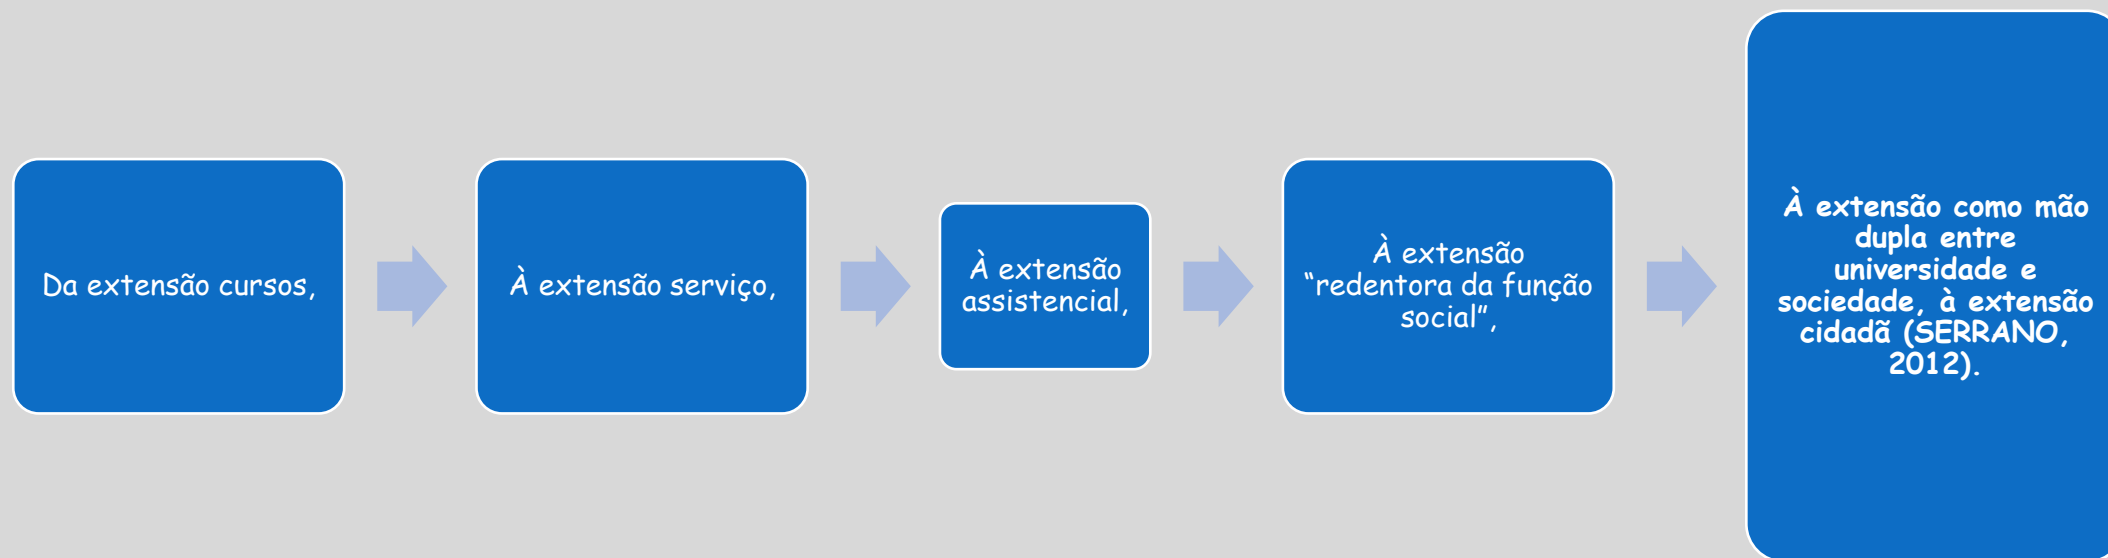 Da extensão cursos,
À extensão serviço,
À extensão
assistencial,
À extensão
“redentora da função
social”,
À extensão como mão
dupla entre
universidade e
sociedade, à extensão
cidadã (SERRANO,
2012).